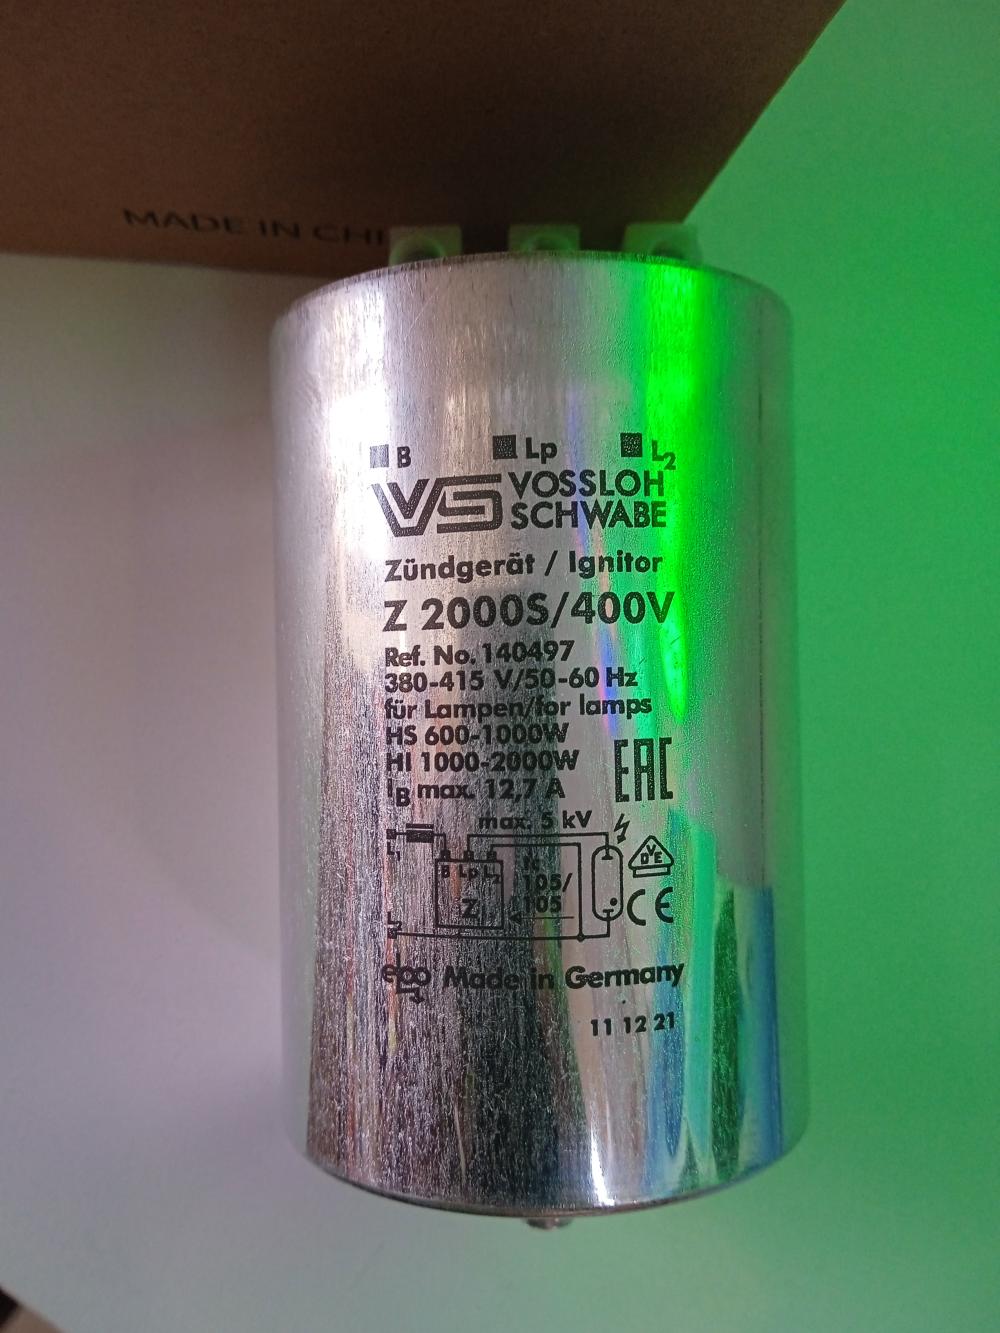 MADE IN CHI
B Lp L2
VS VOSSLOH
SCHWABE
Zündgerät / Ignitor
Z 2000S/400V
Ref. No. 140497
380-415 V/50-60 Hz
für Lampen/for lamps
HS 600-1000W
HI 1000-2000W
IB max. 12,7 A
EAC
max. 5 kV
L1
B Lp L2
105/
105
Z
L2
DVE
CE
Made in Germany
11 12 21